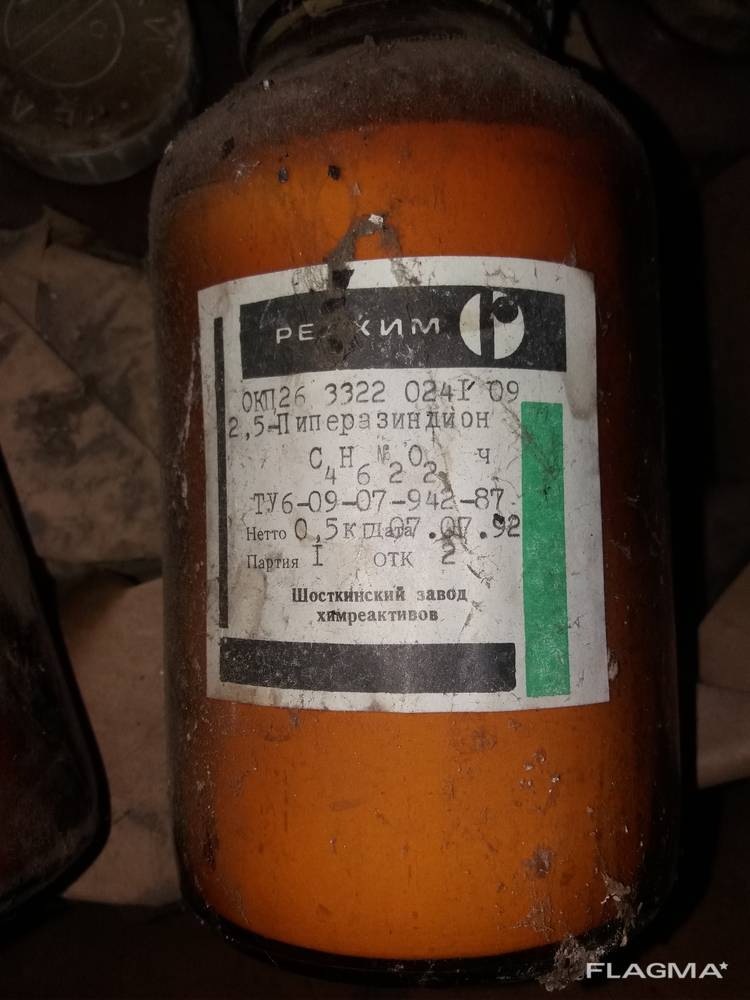 ОКП26 3322 0241 09
2,5-Пиперазиндион
C4H6N2O2 ч
ТУ6-09-07-942-87
Нетто 0,5кг Дата 07.07.92
Партия I ОТК 2
Шосткинский завод
химреактивов
FLAGMA